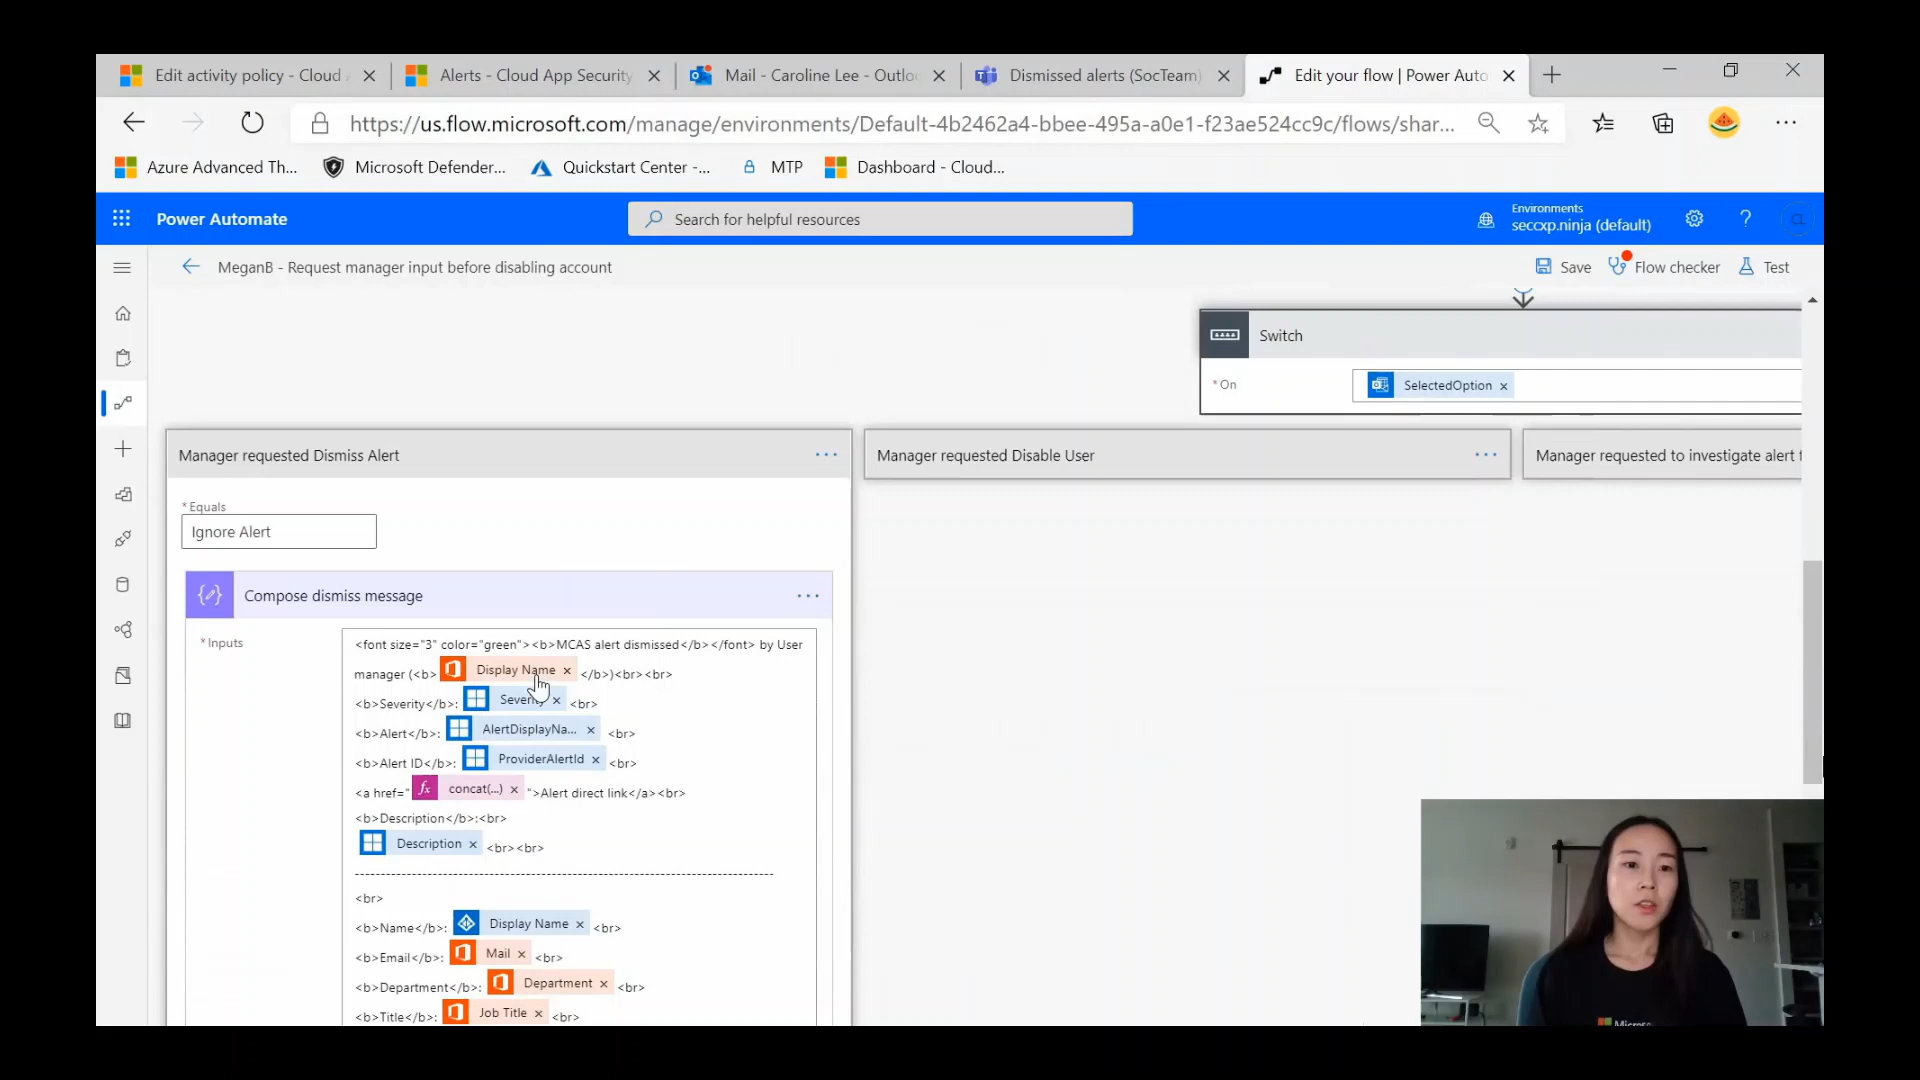 Edit activity policy - Cloud
Alerts - Cloud App Security
Mail - Caroline Lee - Outlo
Dismissed alerts (SocTeam)
Edit your flow | Power Auto
https://us.flow.microsoft.com/manage/environments/Default-4b2462a4-bbee-495a-a0e1-f23ae524cc9c/flows/shar...
Azure Advanced Th...
Microsoft Defender...
Quickstart Center -...
MTP
Dashboard - Cloud...
Power Automate
Search for helpful resources
Environments
seccxp.ninja (default)
CL
MeganB - Request manager input before disabling account
Save
Flow checker
Test
Switch
* On
SelectedOption ×
Manager requested Dismiss Alert
Manager requested Disable User
Manager requested to investigate alert
* Equals
Ignore Alert
Compose dismiss message
* Inputs
<font size="3" color="green"><b>MCAS alert dismissed</b></font> by User
manager (<b> Display Name × </b>)<br><br>
<b>Severity</b>: Severity × <br>
<b>Alert</b>: AlertDisplayNa... × <br>
<b>Alert ID</b>: ProviderAlertId × <br>
<a href=" fx concat(...) × ">Alert direct link</a><br>
<b>Description</b>:<br>
Description × <br><br>
--------------------------------------------------------------------------------
<br>
<b>Name</b>: Display Name × <br>
<b>Email</b>: Mail × <br>
<b>Department</b>: Department × <br>
<b>Title</b>: Job Title × <br>